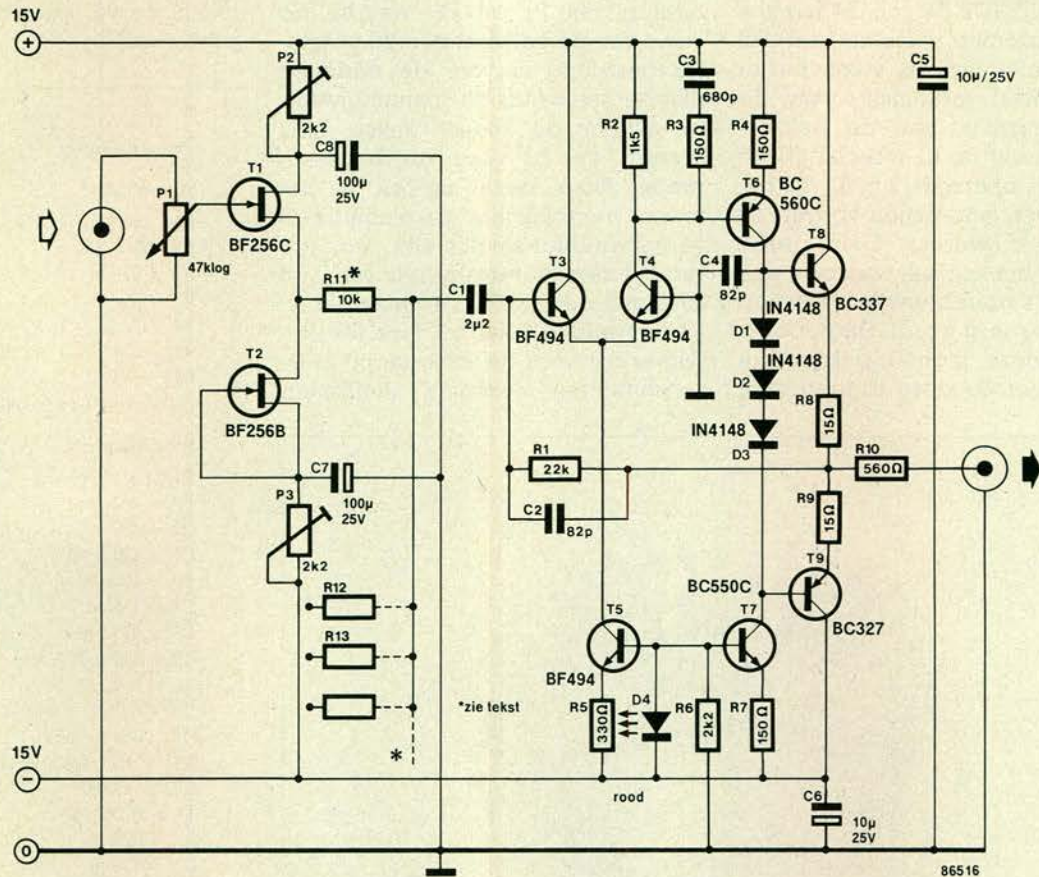 15V
+
P2
2k2
C8
100µ
25V
T1
BF256C
P1
47klog
R11*
10k
C1
2µ2
T2
BF256B
C7
100µ
25V
P3
2k2
R12
R13
*zie tekst
*
15V
−
0
R2
1k5
C3
680p
R3
150Ω
R4
150Ω
C5
10µ/25V
T6
BC
560C
T8
BC337
T3
BF494
T4
BF494
C4
82p
IN4148
D1
IN4148
D2
IN4148
D3
R8
15Ω
R1
22k
C2
82p
R10
560Ω
R9
15Ω
BC550C
T9
BC327
T5
BF494
T7
R5
330Ω
D4
R6
2k2
R7
150Ω
rood
C6
10µ
25V
86516